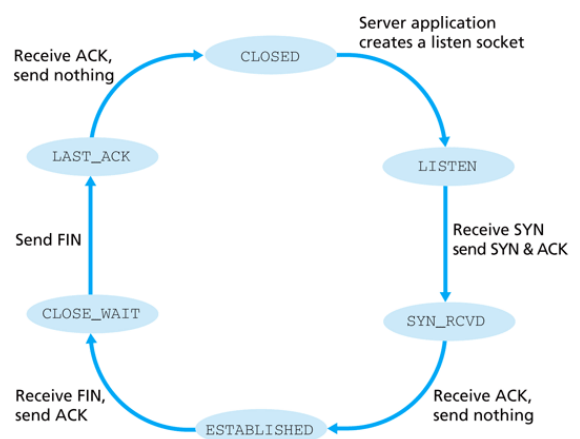 Server application
creates a listen socket
Receive ACK,
send nothing
CLOSED
LAST_ACK
LISTEN
Receive SYN
send SYN & ACK
Send FIN
CLOSE_WAIT
SYN_RCVD
Receive FIN,
send ACK
Receive ACK,
send nothing
ESTABLISHED